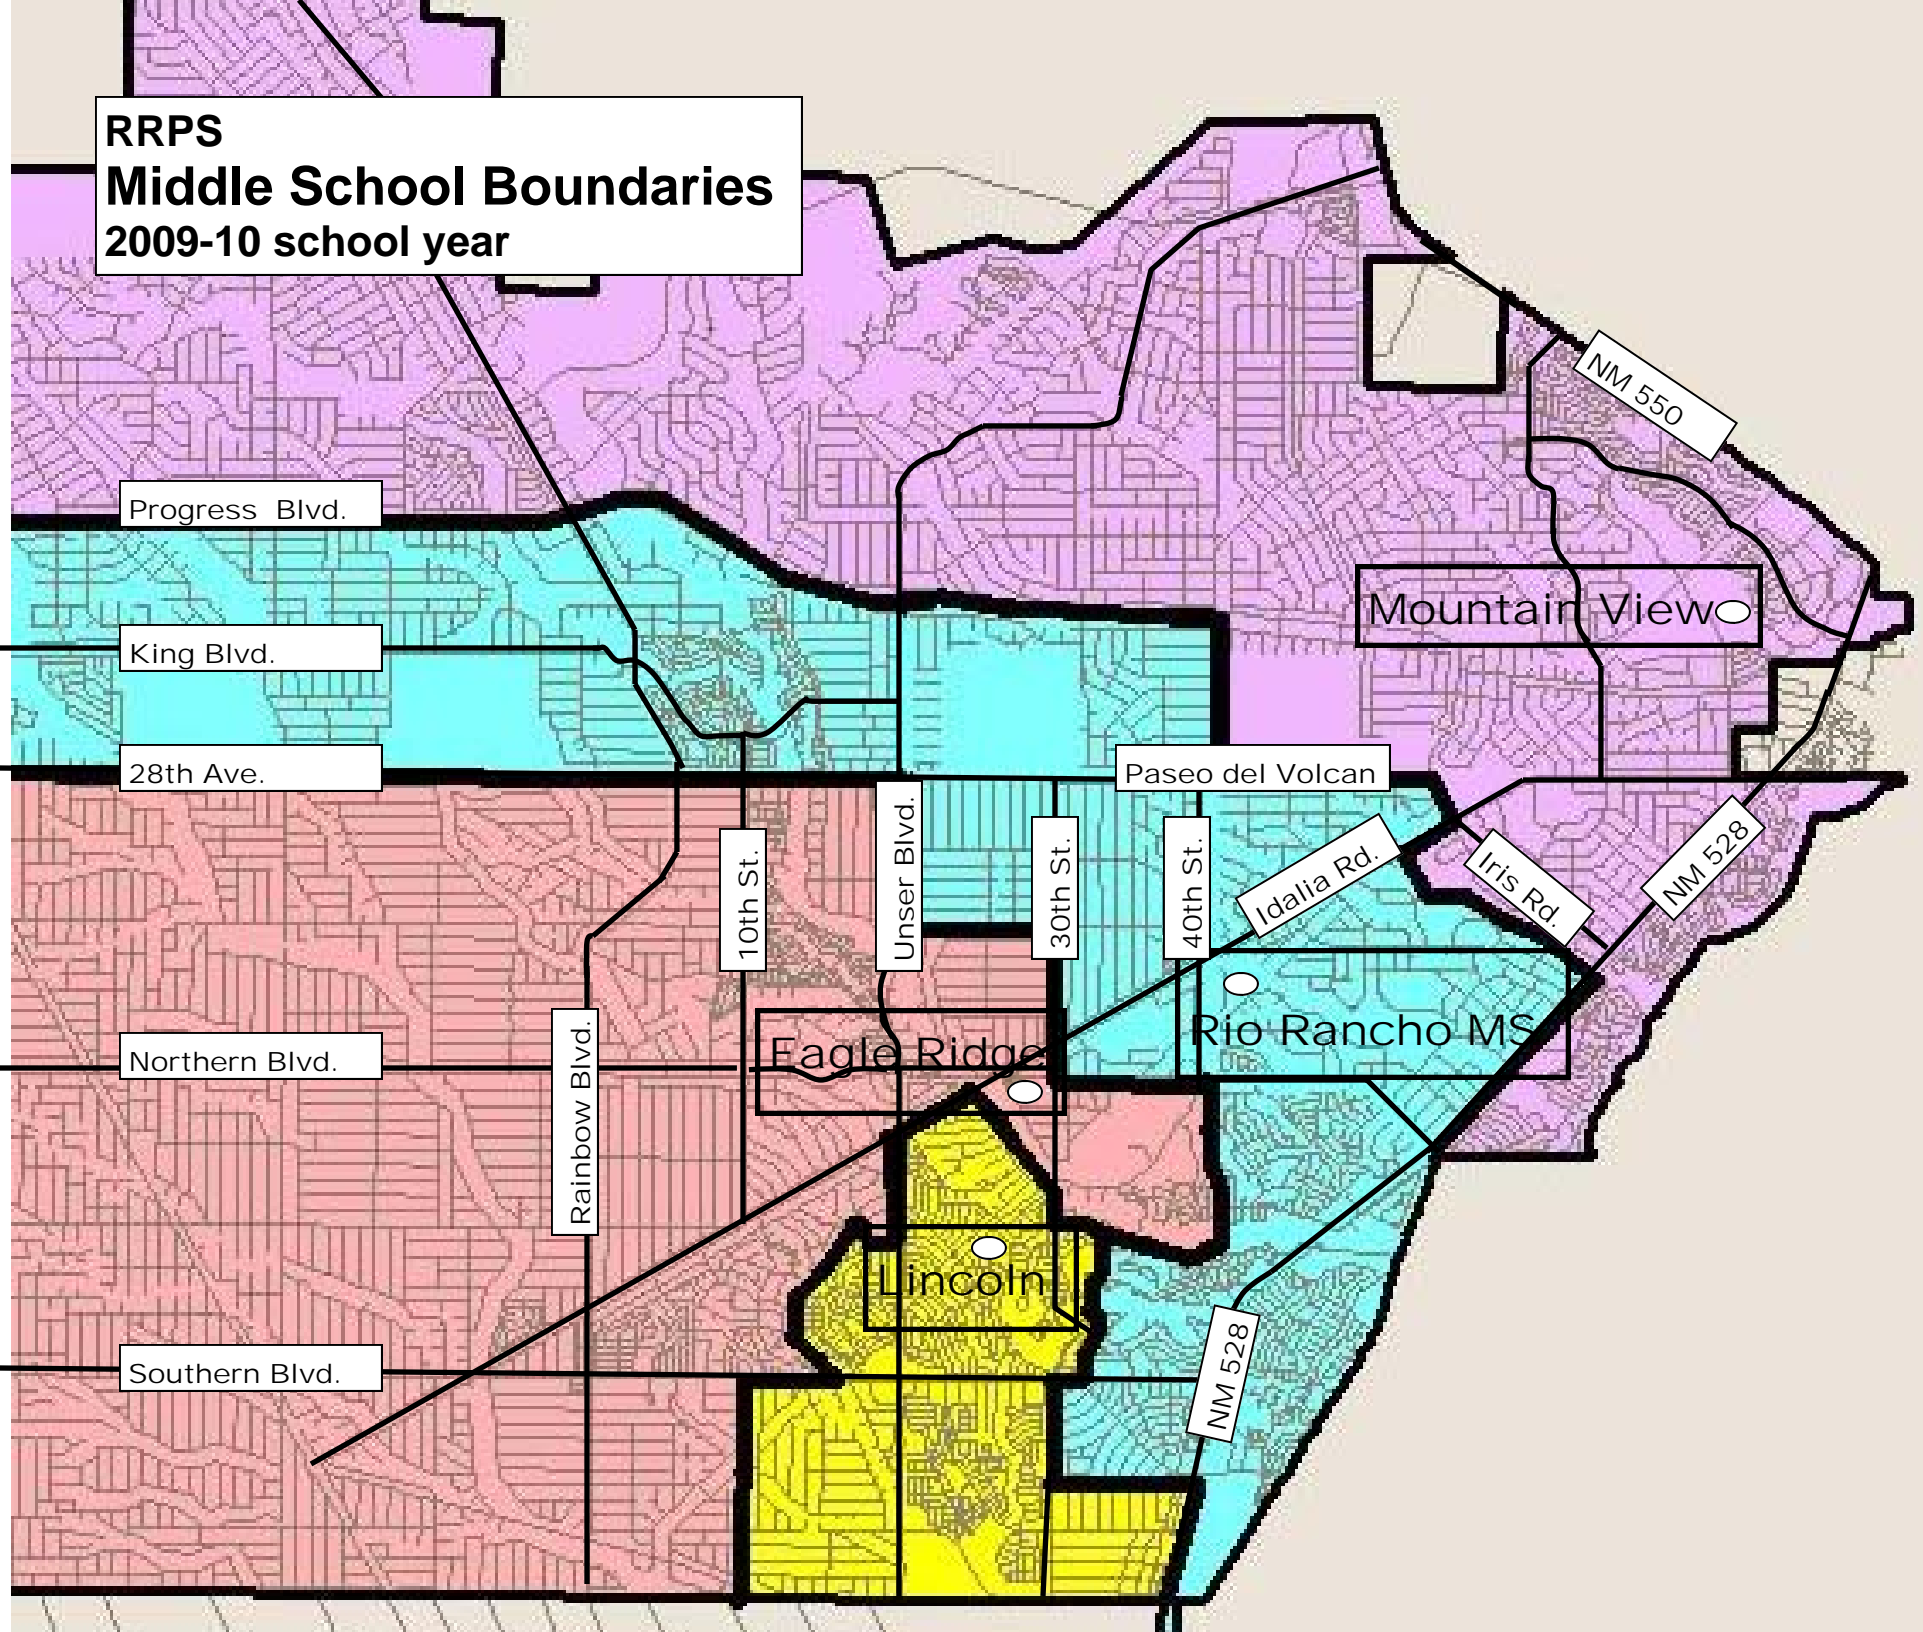 RRPS
Middle School Boundaries
2009-10 school year
NM 550
Progress Blvd.
Mountain View
King Blvd.
28th Ave.
Paseo del Volcan
Unser Blvd.
10th St.
30th St.
40th St.
Idalia Rd.
Iris Rd.
NM 528
Rio Rancho MS
Eagle Ridge
Northern Blvd.
Rainbow Blvd.
Lincoln
Southern Blvd.
NM 528